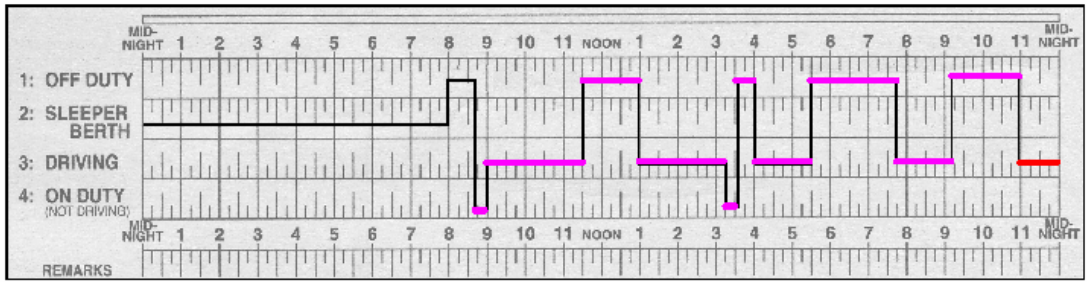 MID-NIGHT 1 2 3 4 5 6 7 8 9 10 11 NOON 1 2 3 4 5 6 7 8 9 10 11 MID-NIGHT
1: OFF DUTY
2: SLEEPER
BERTH
3: DRIVING
4: ON DUTY
(NOT DRIVING)
MID-NIGHT 1 2 3 4 5 6 7 8 9 10 11 NOON 1 2 3 4 5 6 7 8 9 10 11 MID-NIGHT
REMARKS